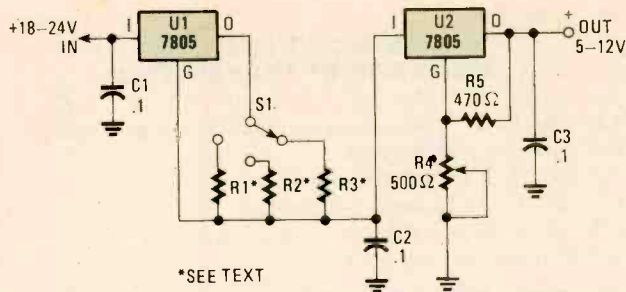 +18–24V
IN
I
U1
7805
O
G
C1
.1
S1
R1*
R2*
R3*
C2
.1
*SEE TEXT
I
U2
7805
O
G
R5
470Ω
R4*
500Ω
C3
.1
+
OUT
5–12V